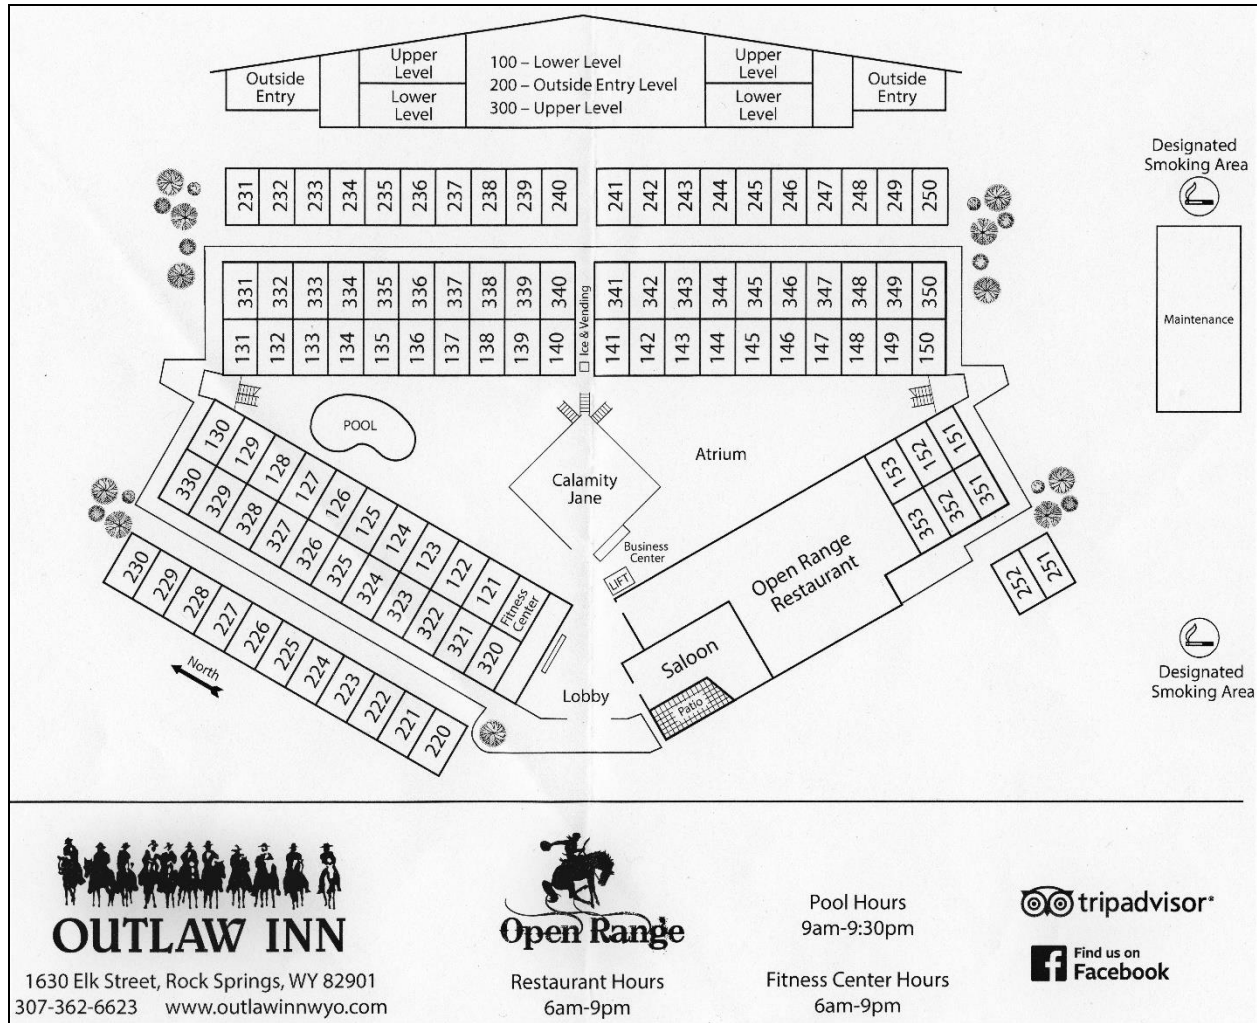 Outside
Entry
Upper
Level
Lower
Level
100 – Lower Level
200 – Outside Entry Level
300 – Upper Level
Upper
Level
Lower
Level
Outside
Entry
Designated
Smoking Area
231 232 233 234 235 236 237 238 239 240
241 242 243 244 245 246 247 248 249 250
331 332 333 334 335 336 337 338 339 340
Ice & Vending
341 342 343 344 345 346 347 348 349 350
131 132 133 134 135 136 137 138 139 140
141 142 143 144 145 146 147 148 149 150
Maintenance
POOL
Calamity
Jane
Atrium
130 129 128 127 126 125 124 123 122 121
Fitness
Center
330 329 328 327 326 325 324 323 322 321 320
230 229 228 227 226 225 224 223 222 221 220
North
Business
Center
LIFT
153 152 151
353 352 351
252 251
Open Range
Restaurant
Saloon
Patio
Lobby
Designated
Smoking Area
OUTLAW INN
1630 Elk Street, Rock Springs, WY 82901
307-362-6623 www.outlawinnwyo.com
Open Range
Restaurant Hours
6am-9pm
Pool Hours
9am-9:30pm
Fitness Center Hours
6am-9pm
tripadvisor®
Find us on
Facebook